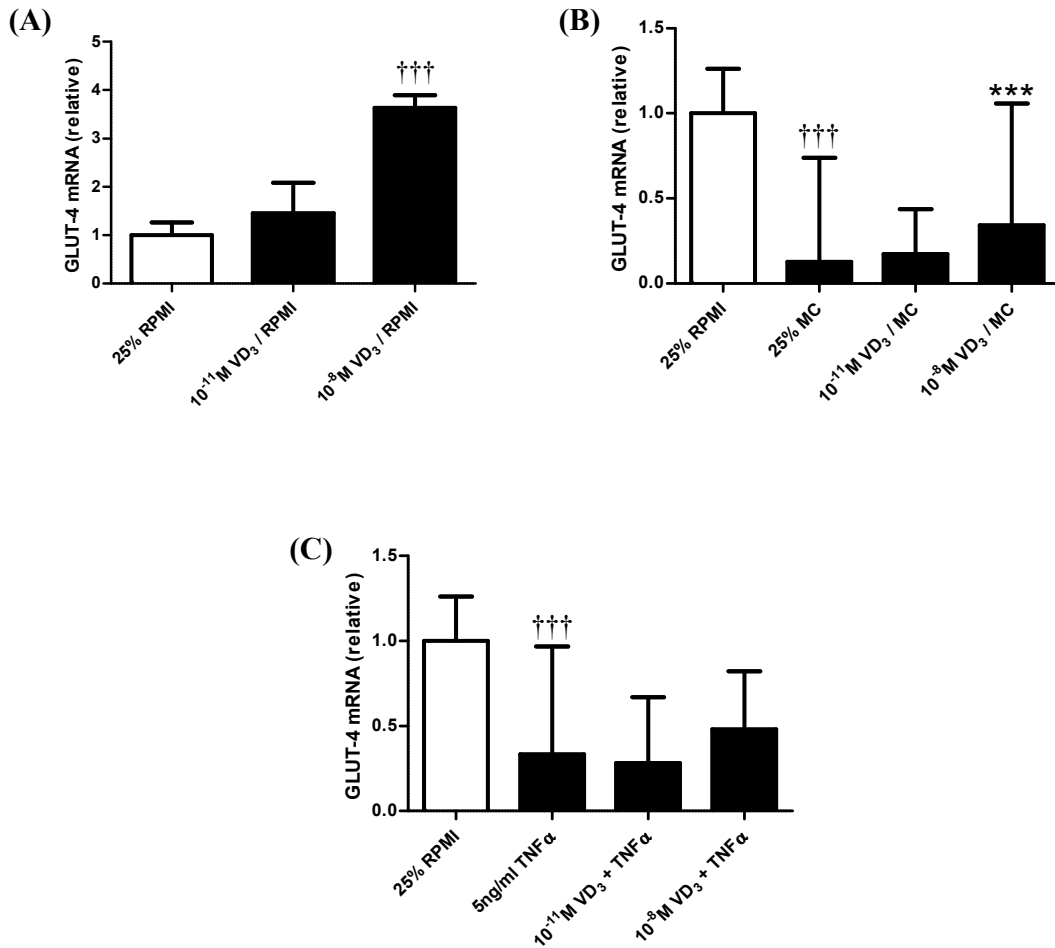 (A)
GLUT-4 mRNA (relative)
5
4
3
2
1
0
†††
25% RPMI
10⁻¹¹M VD₃ / RPMI
10⁻⁸M VD₃ / RPMI
(B)
GLUT-4 mRNA (relative)
1.5
1.0
0.5
0.0
†††
***
25% RPMI
25% MC
10⁻¹¹M VD₃ / MC
10⁻⁸M VD₃ / MC
(C)
GLUT-4 mRNA (relative)
1.5
1.0
0.5
0.0
†††
25% RPMI
5ng/ml TNFα
10⁻¹¹M VD₃ + TNFα
10⁻⁸M VD₃ + TNFα